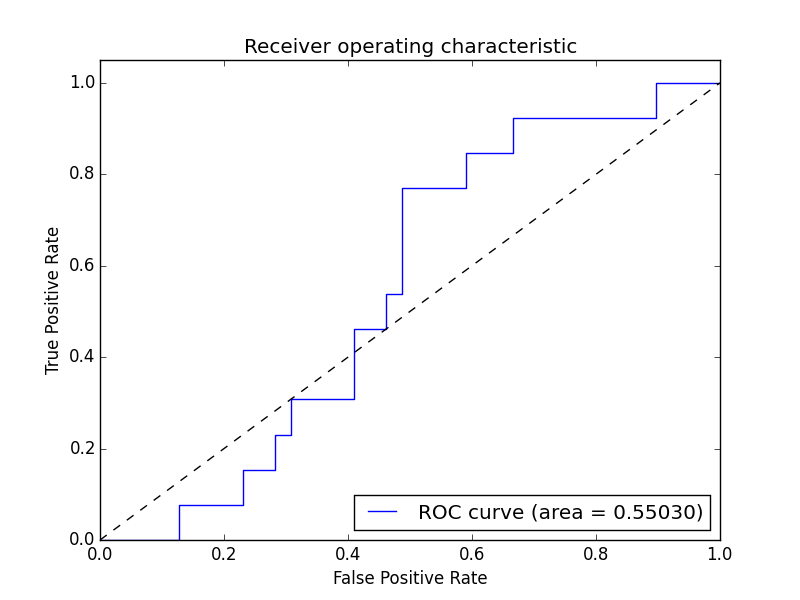 Receiver operating characteristic
True Positive Rate
1.0
0.8
0.6
0.4
0.2
0.0
ROC curve (area = 0.55030)
0.0 0.2 0.4 0.6 0.8 1.0
False Positive Rate